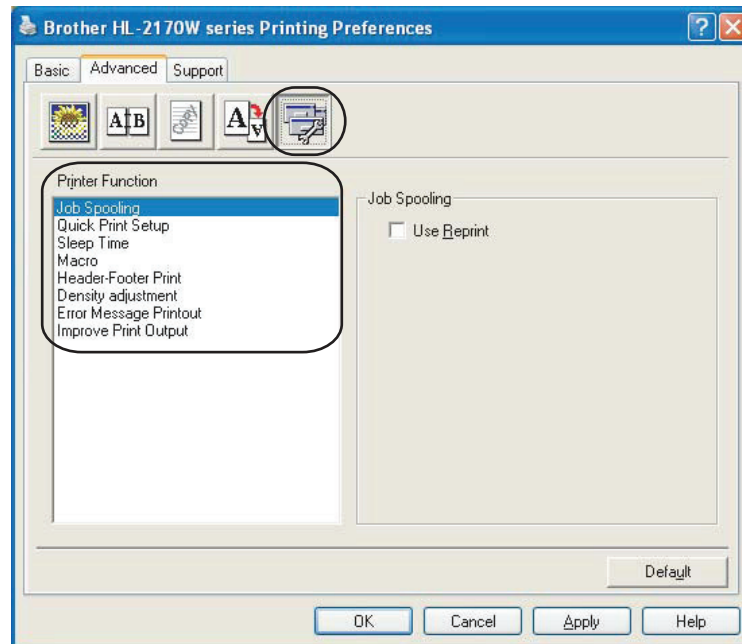 Brother HL-2170W series Printing Preferences
Basic Advanced Support
A B
Copy
A A
Printer Function
Job Spooling
Quick Print Setup
Sleep Time
Macro
Header-Footer Print
Density adjustment
Error Message Printout
Improve Print Output
Job Spooling
Use Reprint
Default
OK Cancel Apply Help